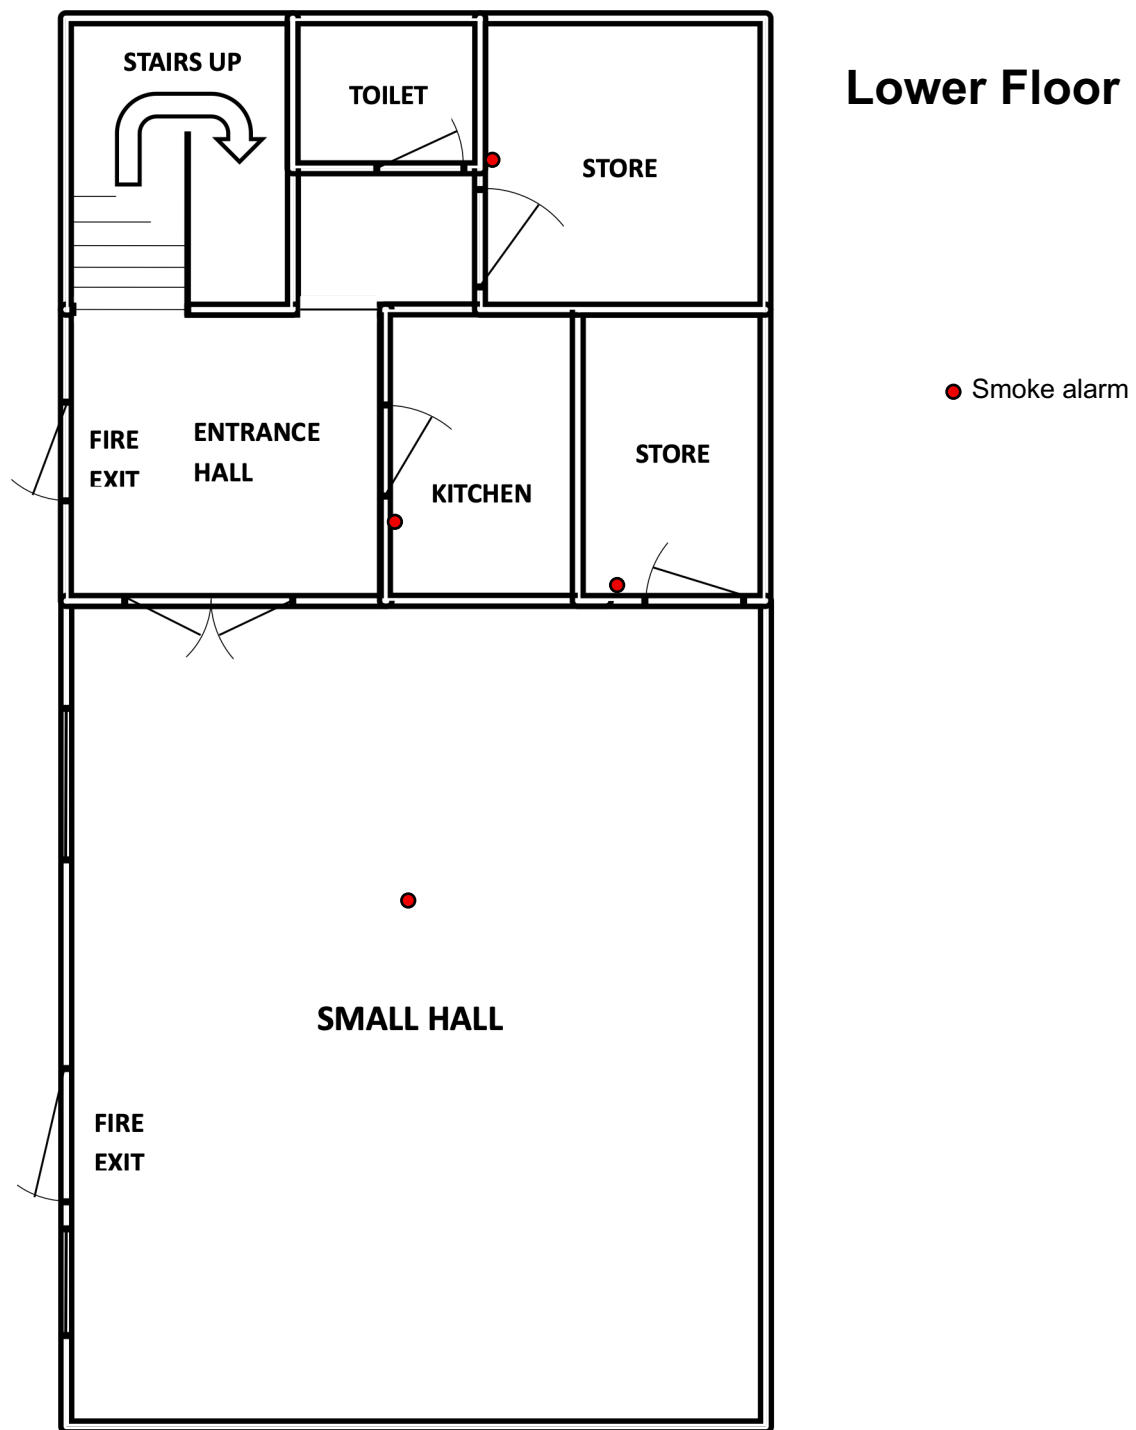 STAIRS UP
TOILET
Lower Floor
STORE
Smoke alarm
FIRE
EXIT
ENTRANCE
HALL
KITCHEN
STORE
SMALL HALL
FIRE
EXIT